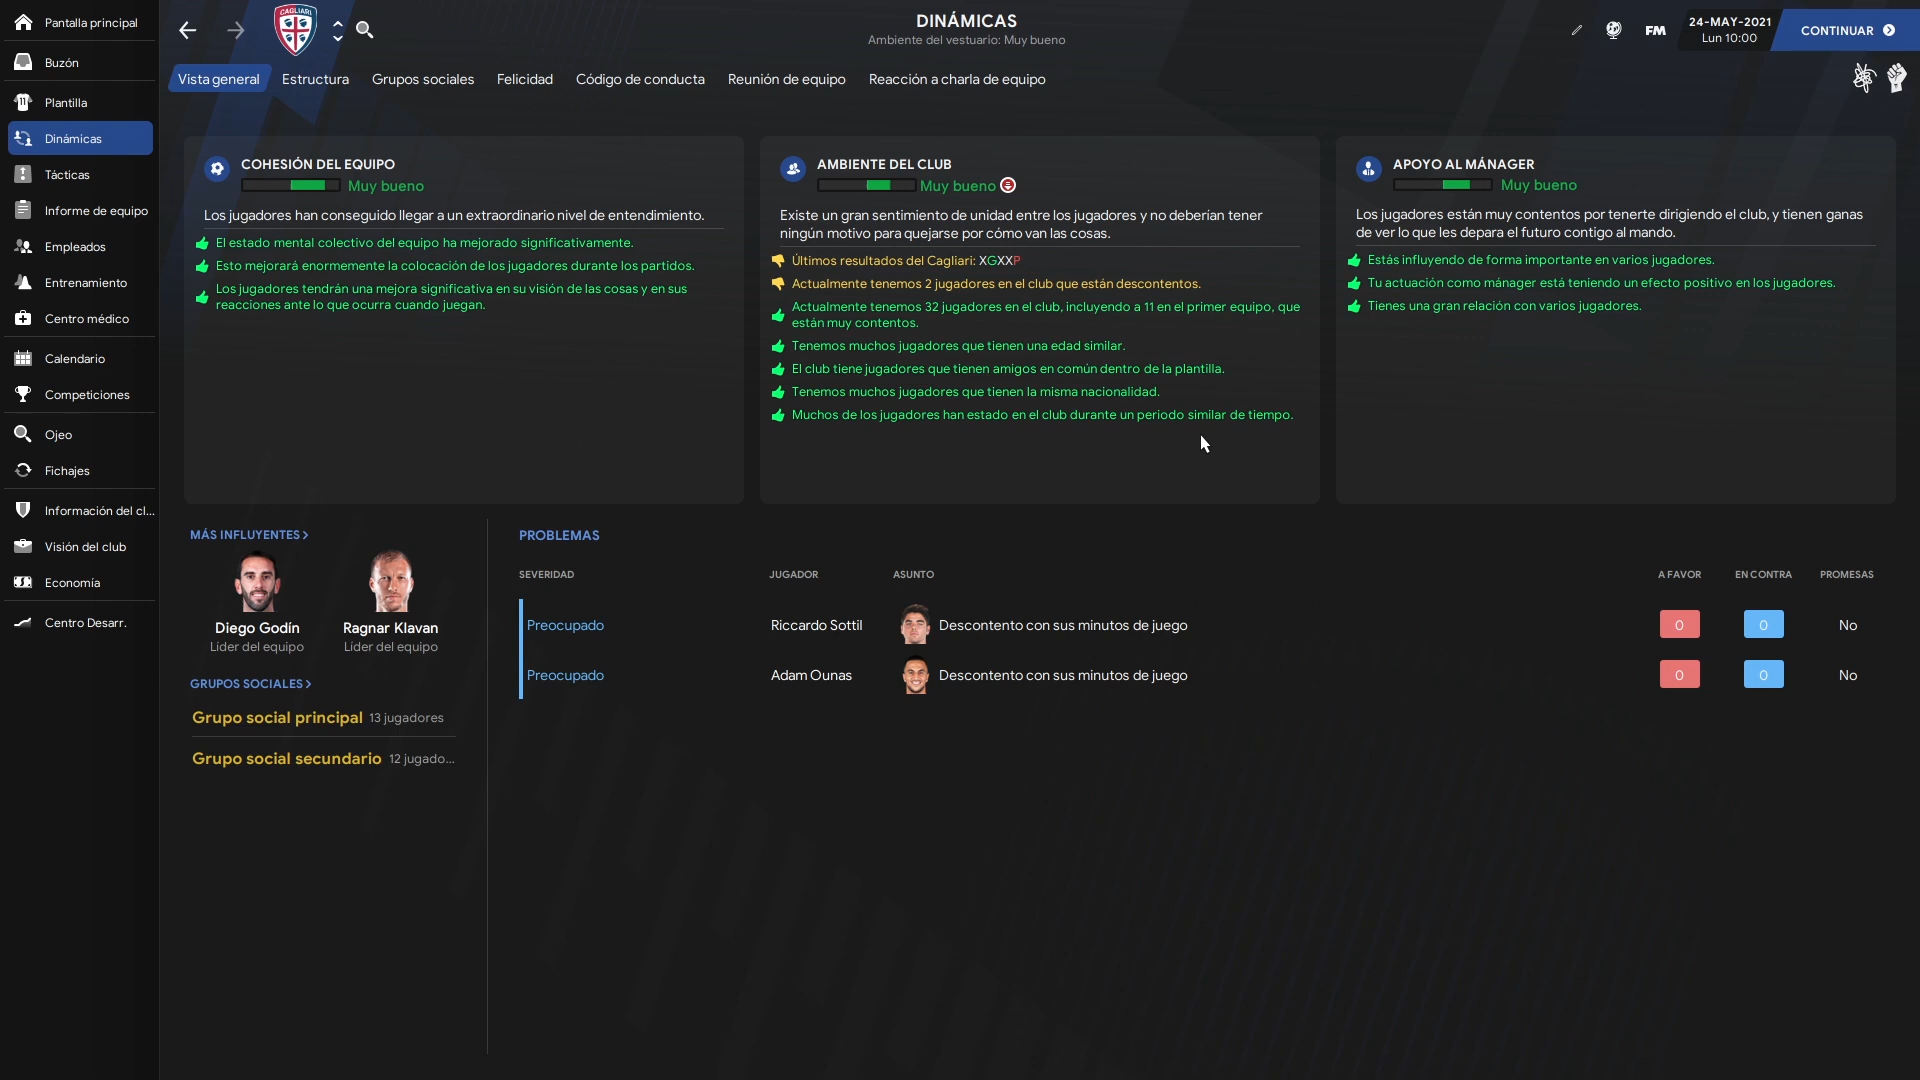 Pantalla principal
Buzón
Plantilla
Dinámicas
Tácticas
Informe de equipo
Empleados
Entrenamiento
Centro médico
Calendario
Competiciones
Ojeo
Fichajes
Información del cl...
Visión del club
Economía
Centro Desarr.
CAGLIARI
DINÁMICAS
Ambiente del vestuario: Muy bueno
FM
24-MAY-2021
Lun 10:00
CONTINUAR
Vista general
Estructura
Grupos sociales
Felicidad
Código de conducta
Reunión de equipo
Reacción a charla de equipo
COHESIÓN DEL EQUIPO
Muy bueno
Los jugadores han conseguido llegar a un extraordinario nivel de entendimiento.
El estado mental colectivo del equipo ha mejorado significativamente.
Esto mejorará enormemente la colocación de los jugadores durante los partidos.
Los jugadores tendrán una mejora significativa en su visión de las cosas y en sus
reacciones ante lo que ocurra cuando juegan.
AMBIENTE DEL CLUB
Muy bueno
Existe un gran sentimiento de unidad entre los jugadores y no deberían tener
ningún motivo para quejarse por cómo van las cosas.
Últimos resultados del Cagliari: XGXXP
Actualmente tenemos 2 jugadores en el club que están descontentos.
Actualmente tenemos 32 jugadores en el club, incluyendo a 11 en el primer equipo, que
están muy contentos.
Tenemos muchos jugadores que tienen una edad similar.
El club tiene jugadores que tienen amigos en común dentro de la plantilla.
Tenemos muchos jugadores que tienen la misma nacionalidad.
Muchos de los jugadores han estado en el club durante un periodo similar de tiempo.
APOYO AL MÁNAGER
Muy bueno
Los jugadores están muy contentos por tenerte dirigiendo el club, y tienen ganas
de ver lo que les depara el futuro contigo al mando.
Estás influyendo de forma importante en varios jugadores.
Tu actuación como mánager está teniendo un efecto positivo en los jugadores.
Tienes una gran relación con varios jugadores.
MÁS INFLUYENTES >
Diego Godín
Líder del equipo
Ragnar Klavan
Líder del equipo
GRUPOS SOCIALES >
Grupo social principal 13 jugadores
Grupo social secundario 12 jugado...
PROBLEMAS
SEVERIDAD JUGADOR ASUNTO A FAVOR EN CONTRA PROMESAS
Preocupado Riccardo Sottil Descontento con sus minutos de juego 0 0 No
Preocupado Adam Ounas Descontento con sus minutos de juego 0 0 No